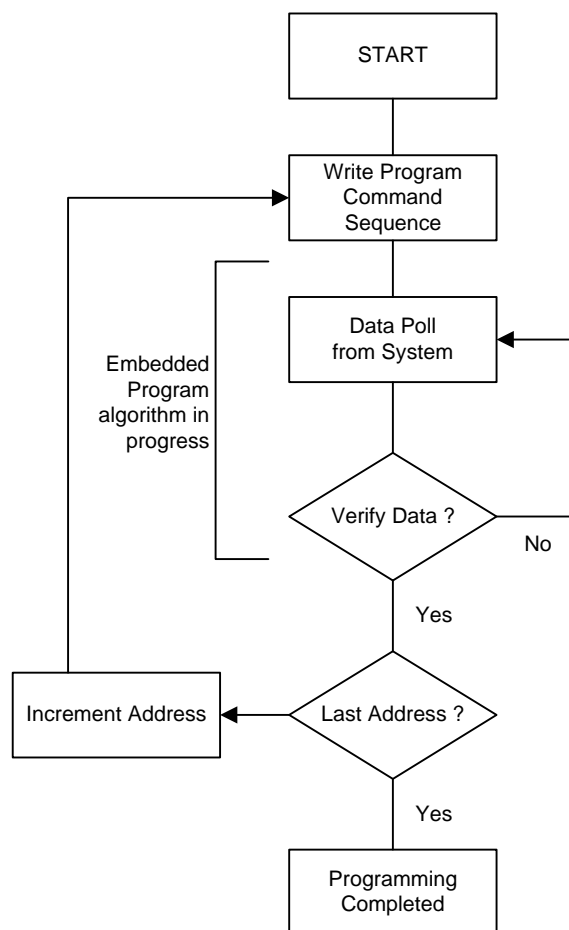 START
Write Program
Command
Sequence
Data Poll
from System
Embedded
Program
algorithm in
progress
Verify Data ?
No
Yes
Increment Address
Last Address ?
Yes
Programming
Completed